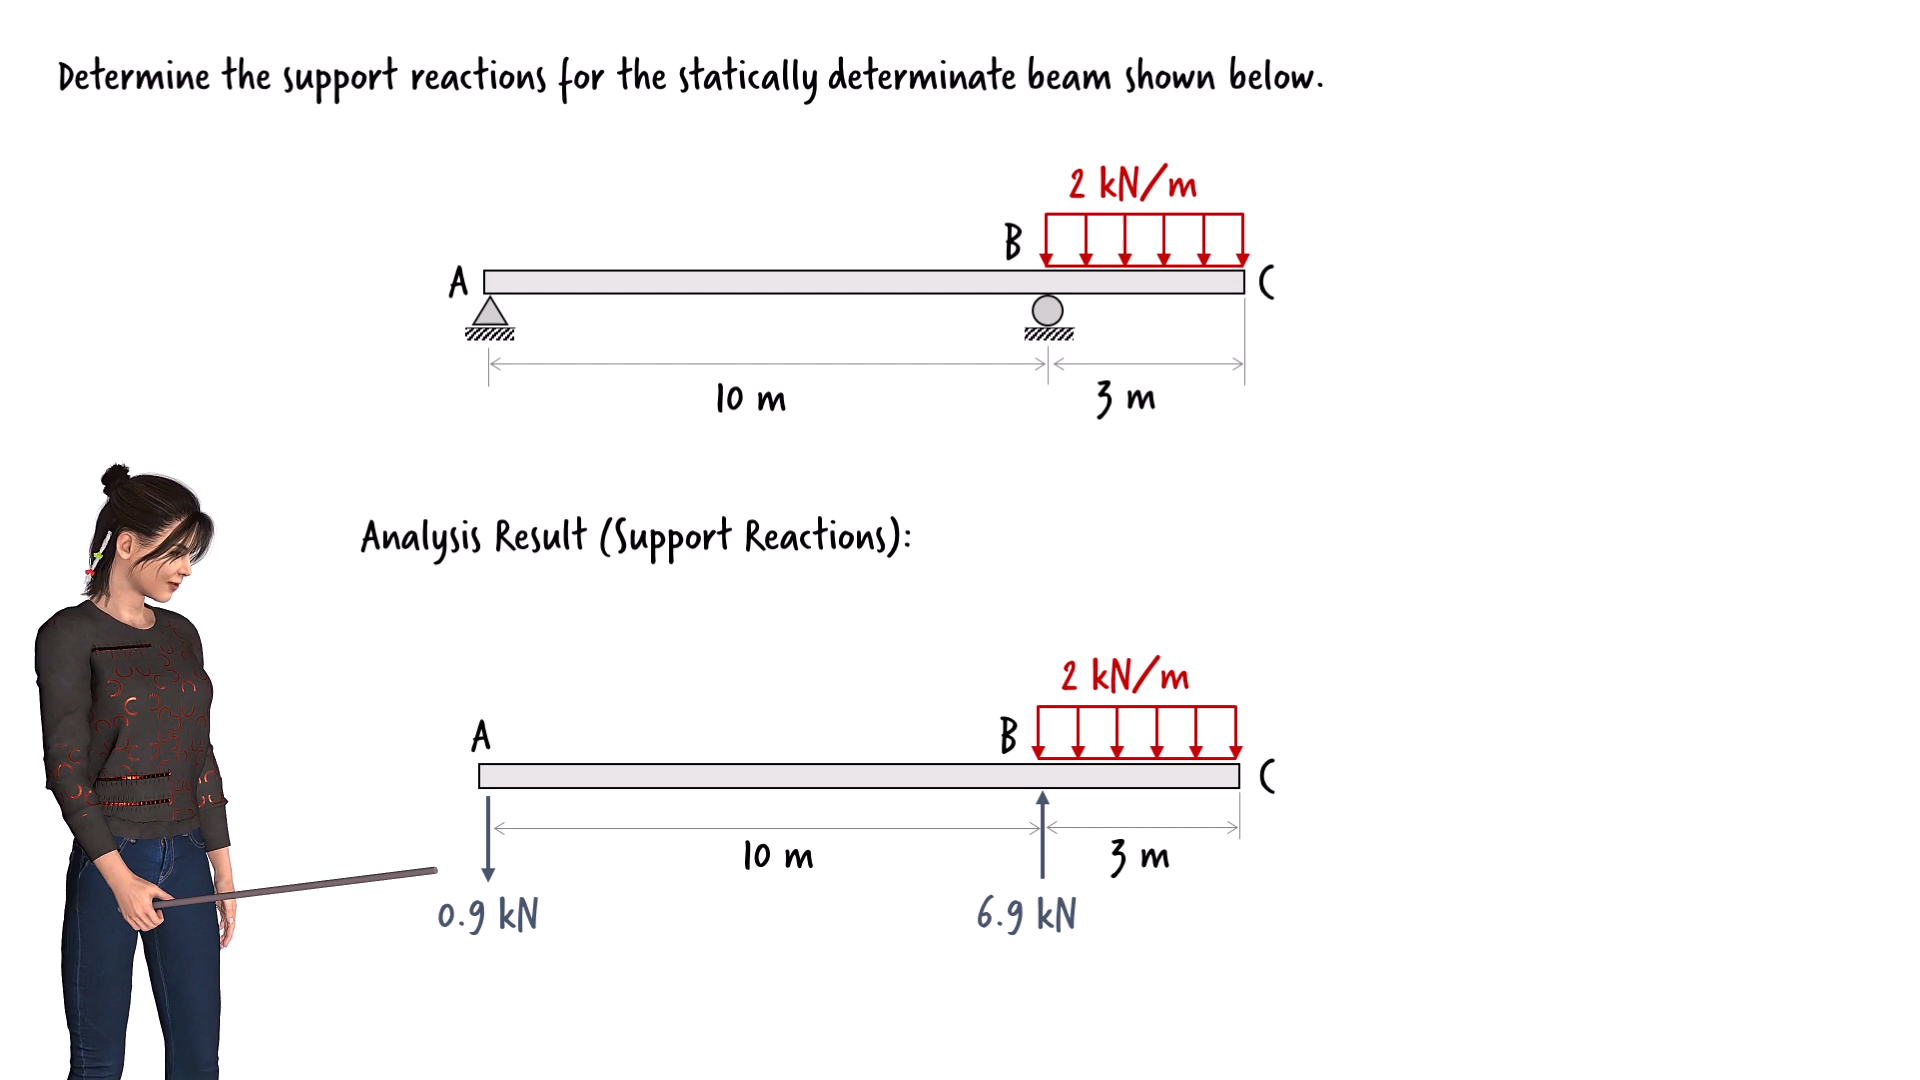 Determine the support reactions for the statically determinate beam shown below.
2 kN/m
B
A
C
10 m
3 m
Analysis Result (Support Reactions):
2 kN/m
A
B
C
10 m
3 m
0.9 kN
6.9 kN